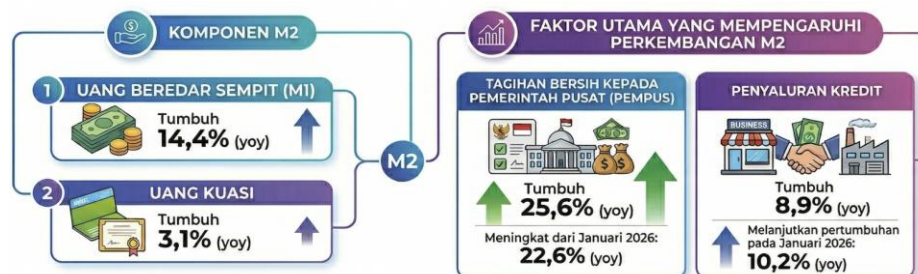 KOMPONEN M2
1
UANG BEREDAR SEMPIT (M1)
Tumbuh
14,4% (yoy)
2
UANG KUASI
Tumbuh
3,1% (yoy)
M2
FAKTOR UTAMA YANG MEMPENGARUHI
PERKEMBANGAN M2
TAGIHAN BERSIH KEPADA
PEMERINTAH PUSAT (PEMPUS)
Tumbuh
25,6% (yoy)
Meningkat dari Januari 2026:
22,6% (yoy)
PENYALURAN KREDIT
BUSINESS
Tumbuh
8,9% (yoy)
Melanjutkan pertumbuhan
pada Januari 2026:
10,2% (yoy)